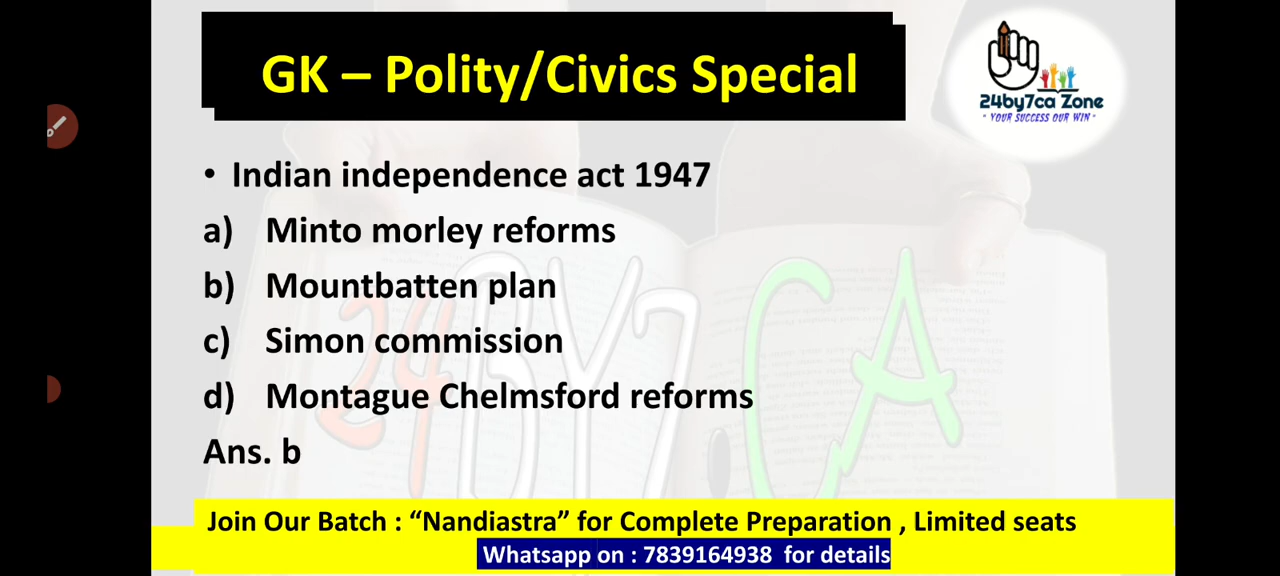 GK – Polity/Civics Special
24by7ca Zone
"YOUR SUCCESS OUR WIN"
• Indian independence act 1947
a) Minto morley reforms
b) Mountbatten plan
c) Simon commission
d) Montague Chelmsford reforms
Ans. b
24BY7.CA
Join Our Batch : “Nandiastra” for Complete Preparation , Limited seats
Whatsapp on : 7839164938 for details